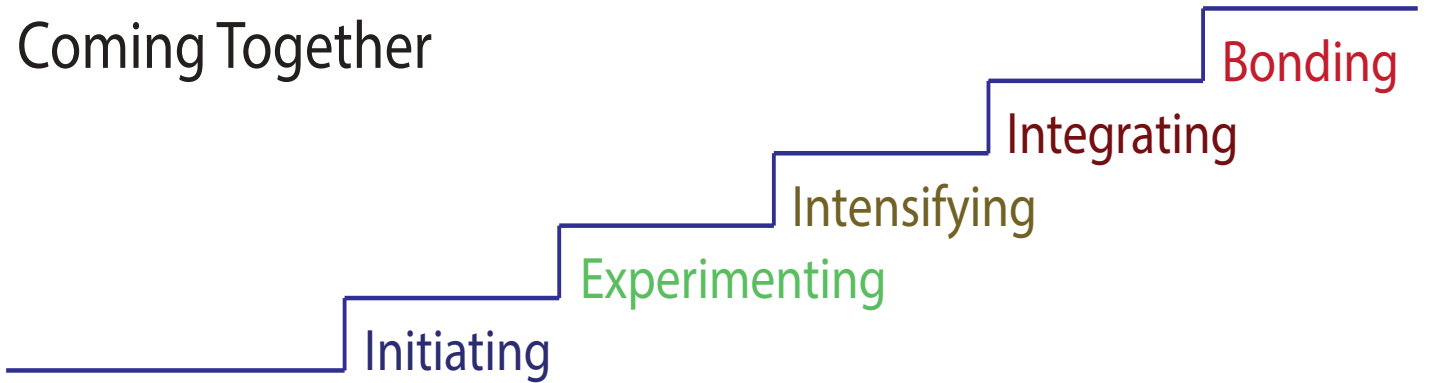 Coming Together
Bonding
Integrating
Intensifying
Experimenting
Initiating